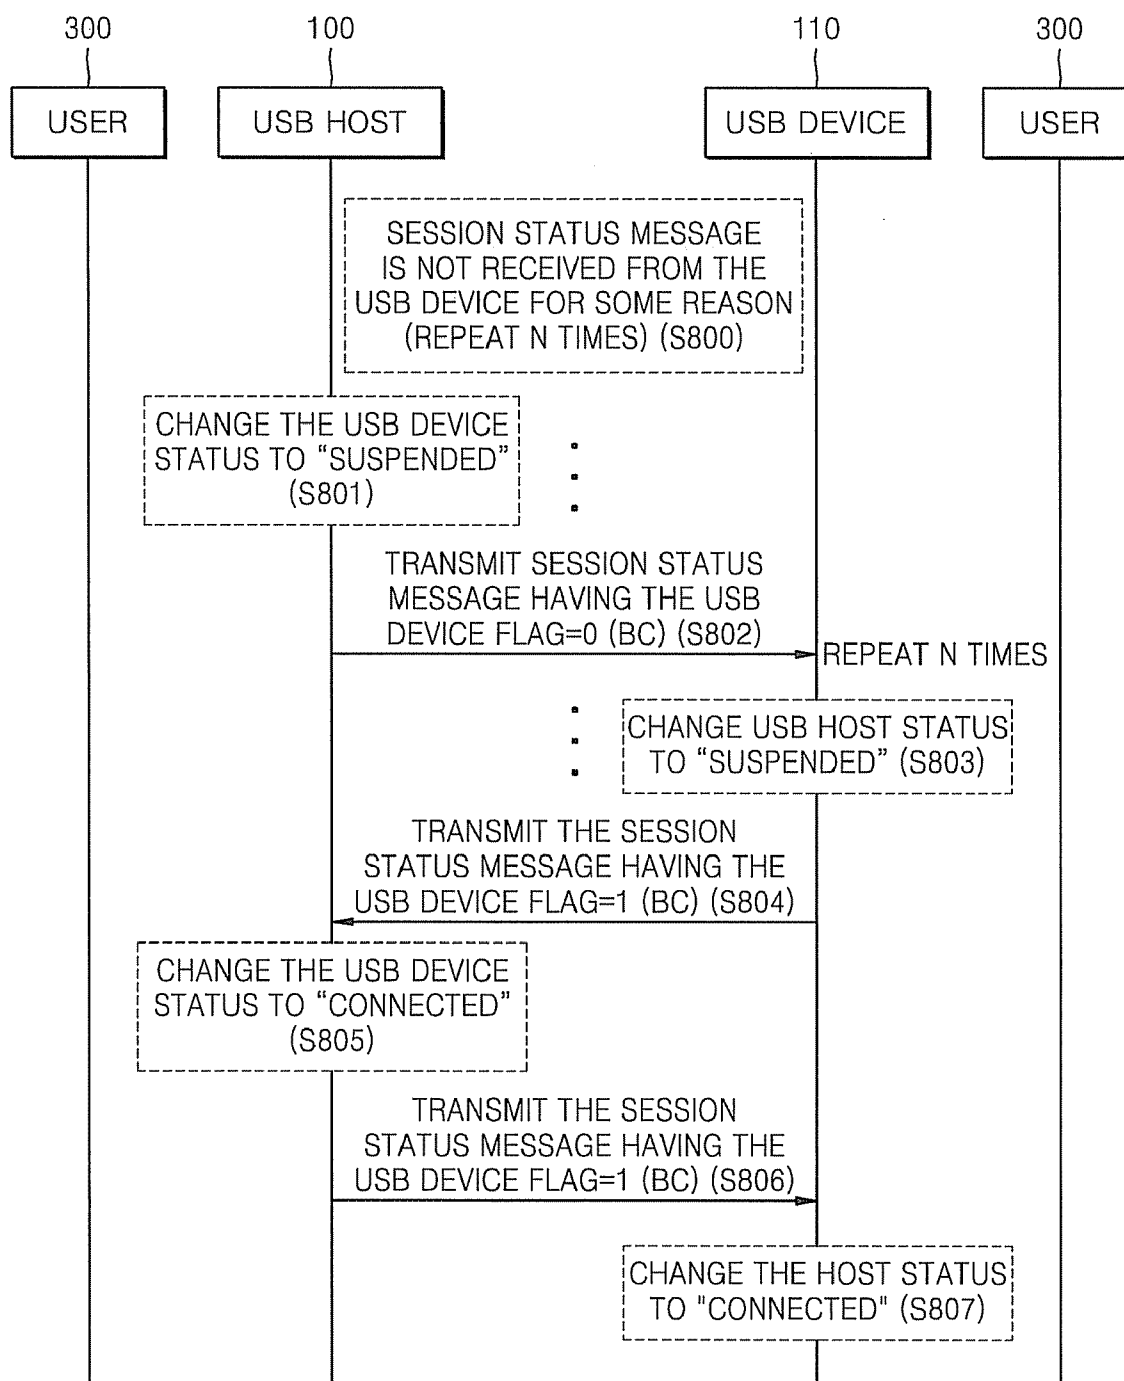 300 100 110 300
USER USB HOST USB DEVICE USER
SESSION STATUS MESSAGE
IS NOT RECEIVED FROM THE
USB DEVICE FOR SOME REASON
(REPEAT N TIMES) (S800)
CHANGE THE USB DEVICE
STATUS TO “SUSPENDED”
(S801)
TRANSMIT SESSION STATUS
MESSAGE HAVING THE USB
DEVICE FLAG=0 (BC) (S802)
REPEAT N TIMES
CHANGE USB HOST STATUS
TO “SUSPENDED” (S803)
TRANSMIT THE SESSION
STATUS MESSAGE HAVING THE
USB DEVICE FLAG=1 (BC) (S804)
CHANGE THE USB DEVICE
STATUS TO “CONNECTED”
(S805)
TRANSMIT THE SESSION
STATUS MESSAGE HAVING THE
USB DEVICE FLAG=1 (BC) (S806)
CHANGE THE HOST STATUS
TO "CONNECTED" (S807)